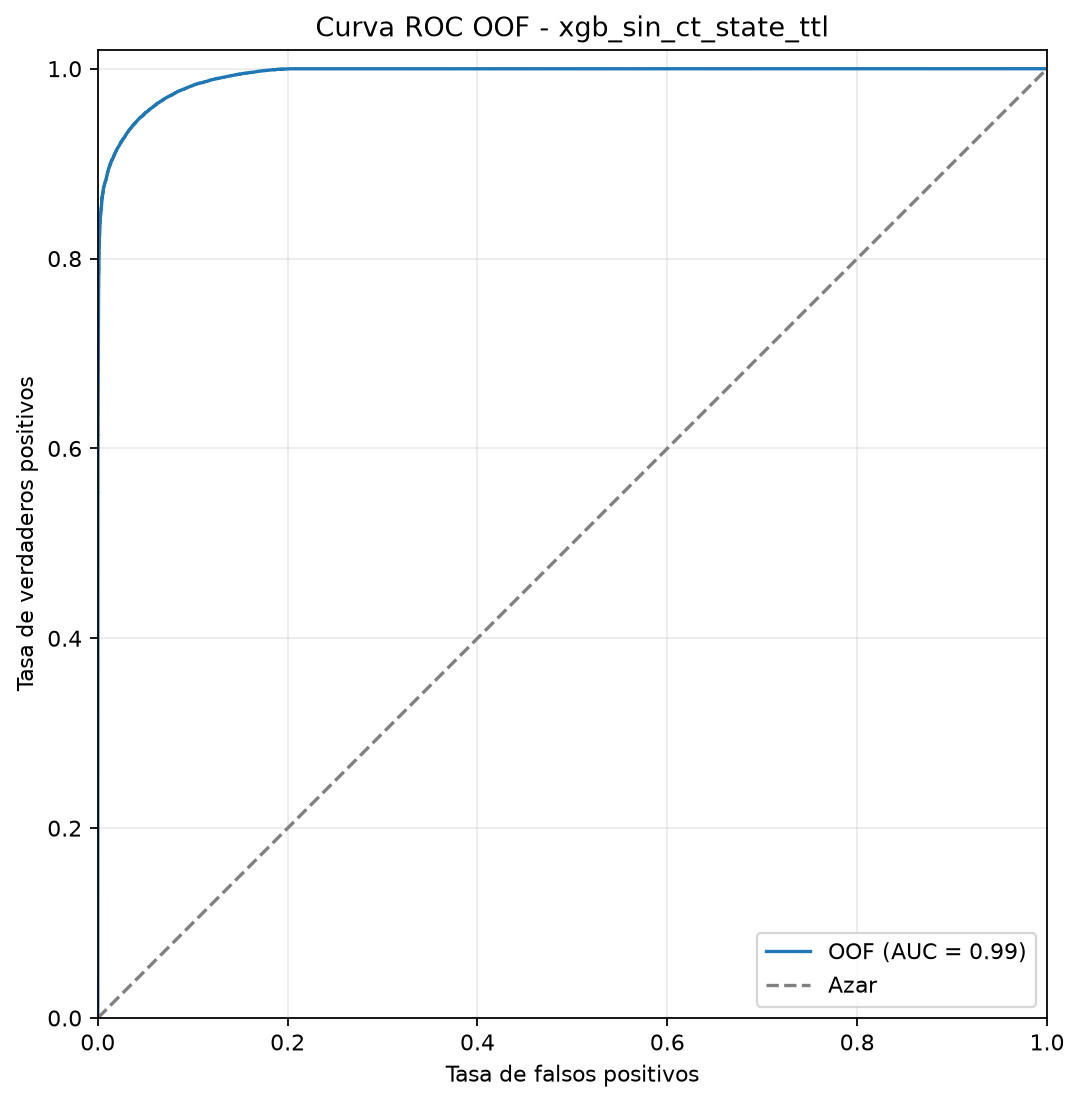 Curva ROC OOF - xgb_sin_ct_state_ttl
Tasa de verdaderos positivos
1.0
0.8
0.6
0.4
0.2
0.0
0.0 0.2 0.4 0.6 0.8 1.0
Tasa de falsos positivos
OOF (AUC = 0.99)
Azar